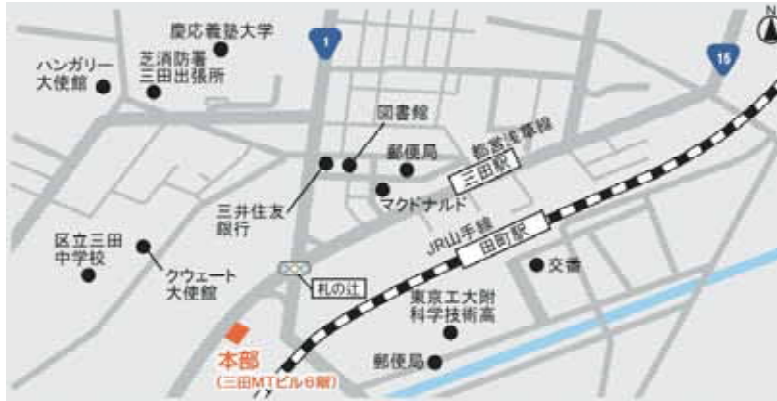 N
慶応義塾大学
1
15
ハンガリー
大使館
芝消防署
三田出張所
図書館
郵便局
都営浅草線
三田駅
三井住友
銀行
マクドナルド
JR山手線
田町駅
区立三田
中学校
クウェート
大使館
札の辻
交番
東京工大附
科学技術高
本部
(三田MTビル6階)
郵便局